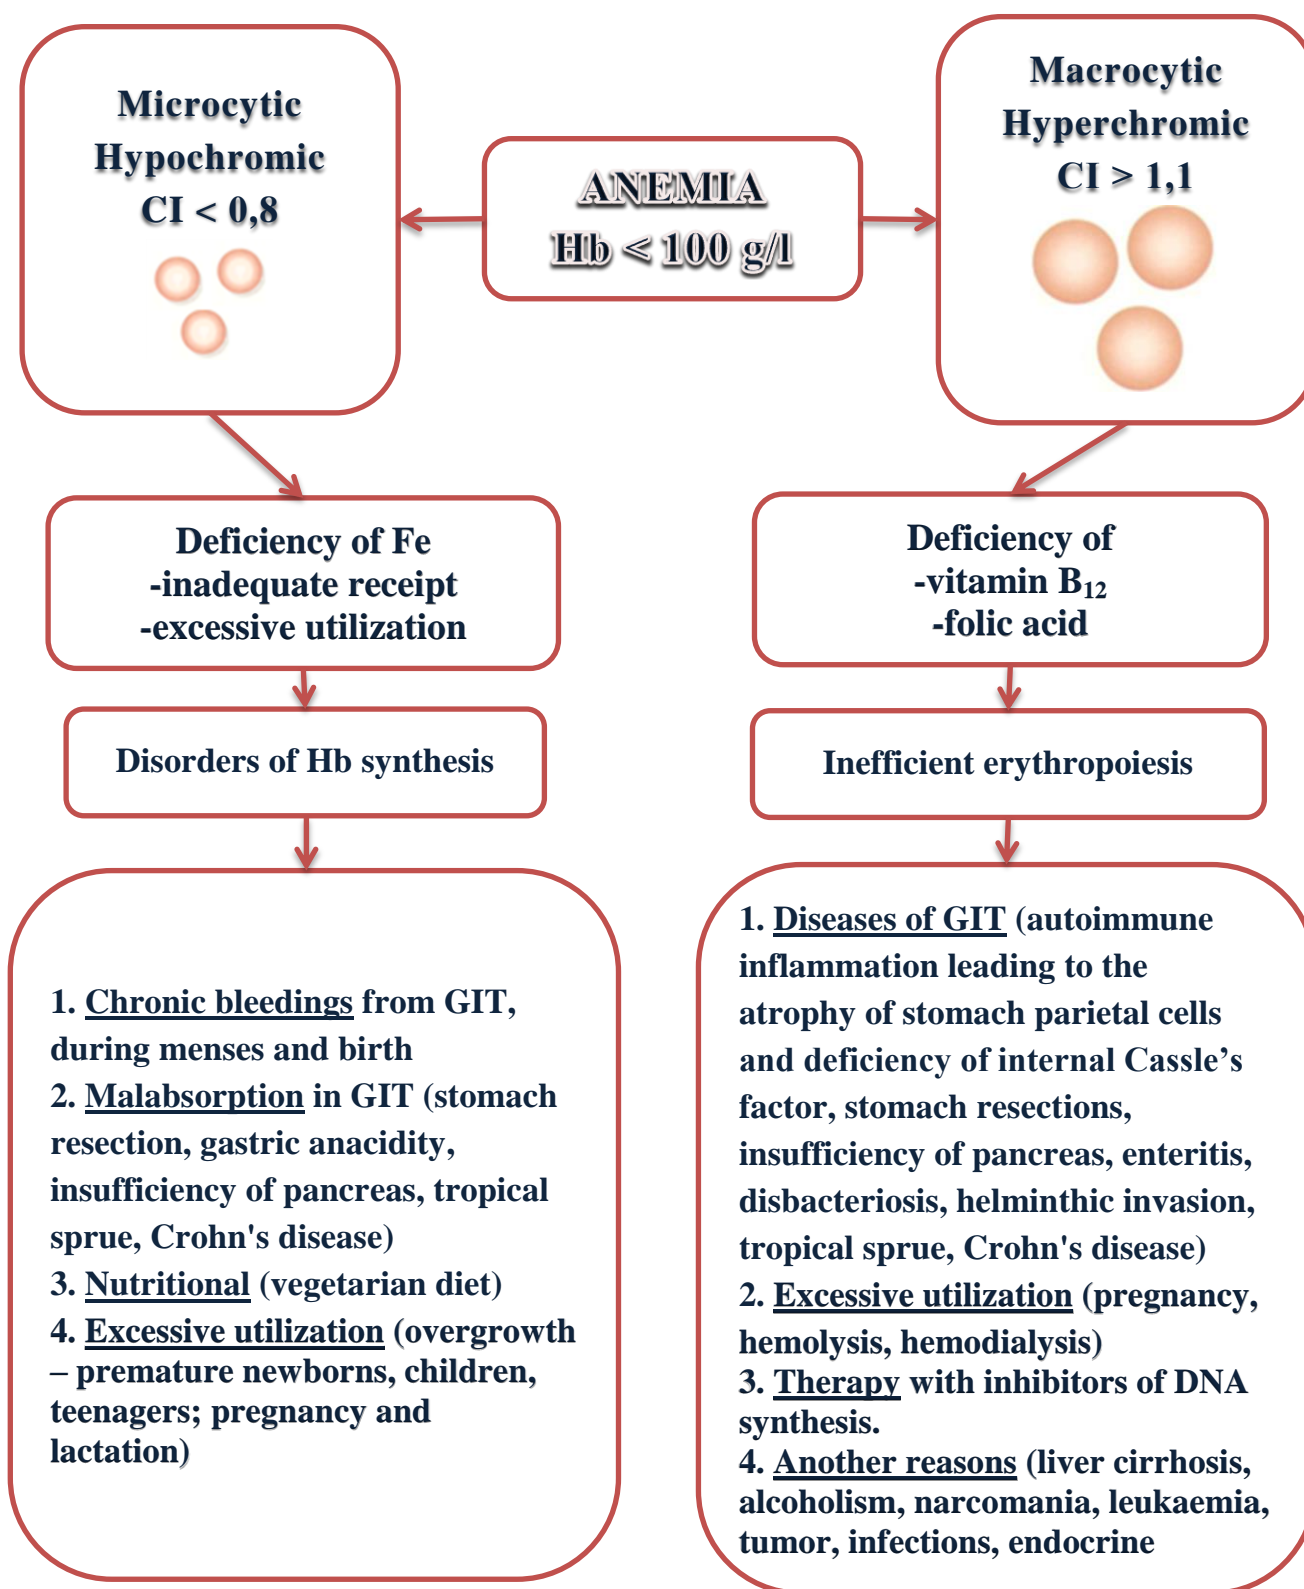 Microcytic
Hypochromic
CI < 0,8
ANEMIA
Hb < 100 g/l
Macrocytic
Hyperchromic
CI > 1,1
Deficiency of Fe
-inadequate receipt
-excessive utilization
Deficiency of
-vitamin B₁₂
-folic acid
Disorders of Hb synthesis
Inefficient erythropoiesis
1. Chronic bleedings from GIT,
during menses and birth
2. Malabsorption in GIT (stomach
resection, gastric anacidity,
insufficiency of pancreas, tropical
sprue, Crohn's disease)
3. Nutritional (vegetarian diet)
4. Excessive utilization (overgrowth
– premature newborns, children,
teenagers; pregnancy and
lactation)
1. Diseases of GIT (autoimmune
inflammation leading to the
atrophy of stomach parietal cells
and deficiency of internal Cassle’s
factor, stomach resections,
insufficiency of pancreas, enteritis,
disbacteriosis, helminthic invasion,
tropical sprue, Crohn's disease)
2. Excessive utilization (pregnancy,
hemolysis, hemodialysis)
3. Therapy with inhibitors of DNA
synthesis.
4. Another reasons (liver cirrhosis,
alcoholism, narcomania, leukaemia,
tumor, infections, endocrine